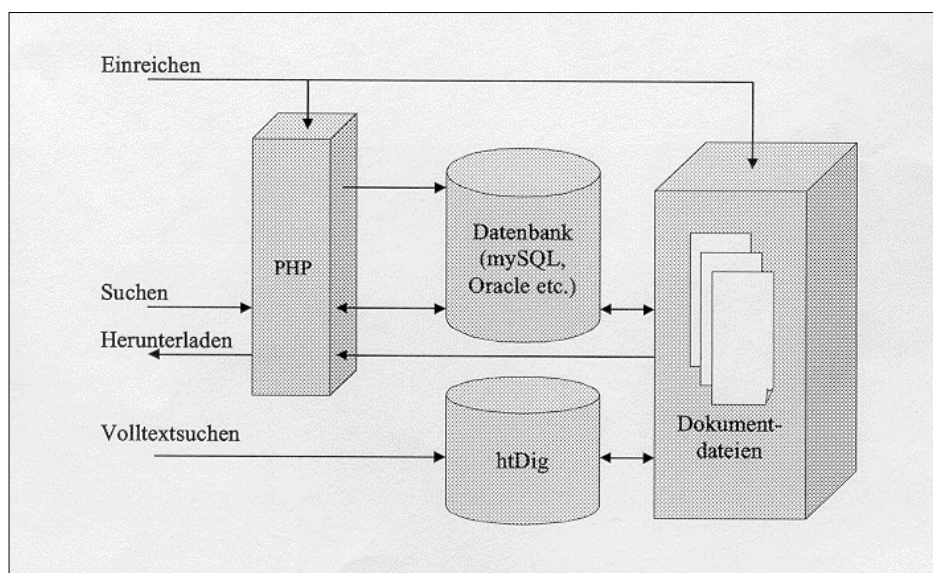 Einreichen
PHP
Datenbank
(mySQL,
Oracle etc.)
Suchen
Herunterladen
Volltextsuchen
htDig
Dokument-
dateien